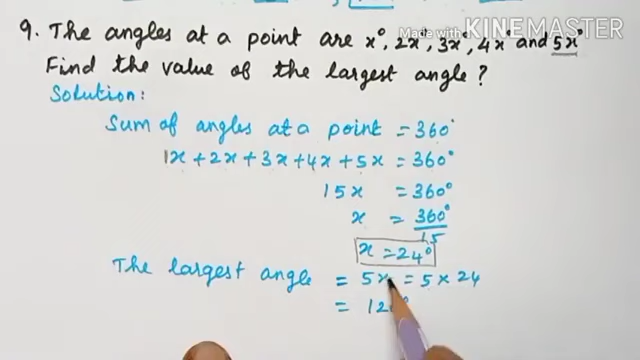 Made with KINEMASTER
9. The angles at a point are x°, 2x°, 3x°, 4x° and 5x°
Find the value of the largest angle?
Solution:
Sum of angles at a point = 360°
1x + 2x + 3x + 4x + 5x = 360°
15x = 360°
x = 360°
15
x = 24°
The largest angle = 5x = 5 × 24
= 120°